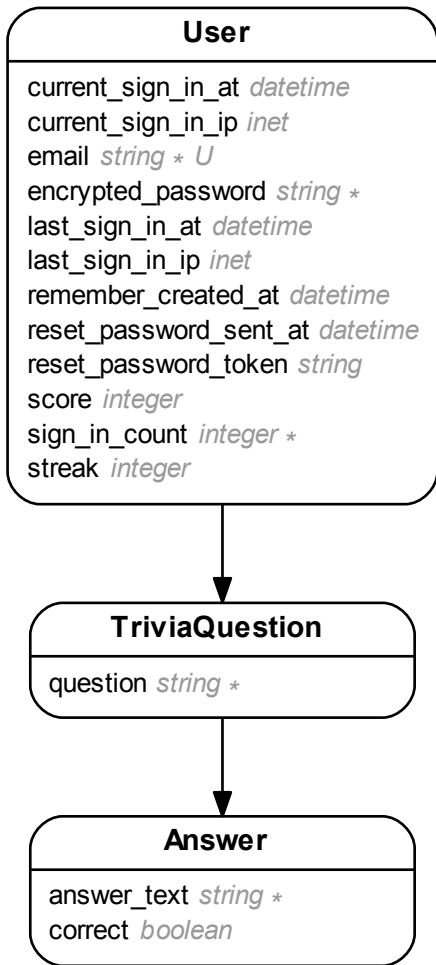 User
current_sign_in_at datetime
current_sign_in_ip inet
email string * U
encrypted_password string *
last_sign_in_at datetime
last_sign_in_ip inet
remember_created_at datetime
reset_password_sent_at datetime
reset_password_token string
score integer
sign_in_count integer *
streak integer
TriviaQuestion
question string *
Answer
answer_text string *
correct boolean